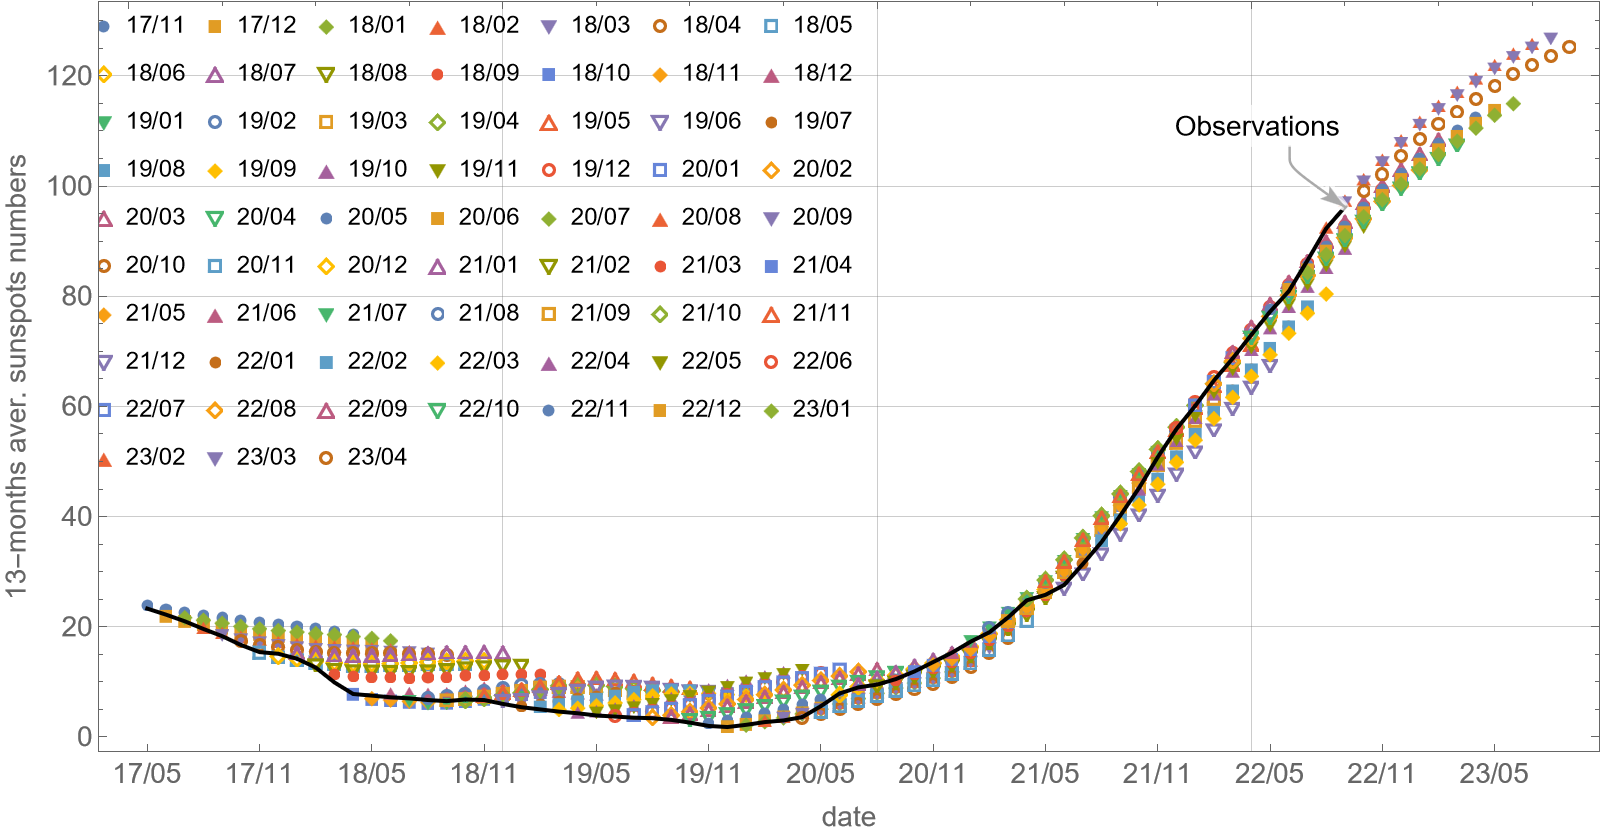 17/11 17/12 18/01 18/02 18/03 18/04 18/05
18/06 18/07 18/08 18/09 18/10 18/11 18/12
19/01 19/02 19/03 19/04 19/05 19/06 19/07
19/08 19/09 19/10 19/11 19/12 20/01 20/02
20/03 20/04 20/05 20/06 20/07 20/08 20/09
20/10 20/11 20/12 21/01 21/02 21/03 21/04
21/05 21/06 21/07 21/08 21/09 21/10 21/11
21/12 22/01 22/02 22/03 22/04 22/05 22/06
22/07 22/08 22/09 22/10 22/11 22/12 23/01
23/02 23/03 23/04
Observations
13−months aver. sunspots numbers
120
100
80
60
40
20
0
17/05 17/11 18/05 18/11 19/05 19/11 20/05 20/11 21/05 21/11 22/05 22/11 23/05
date